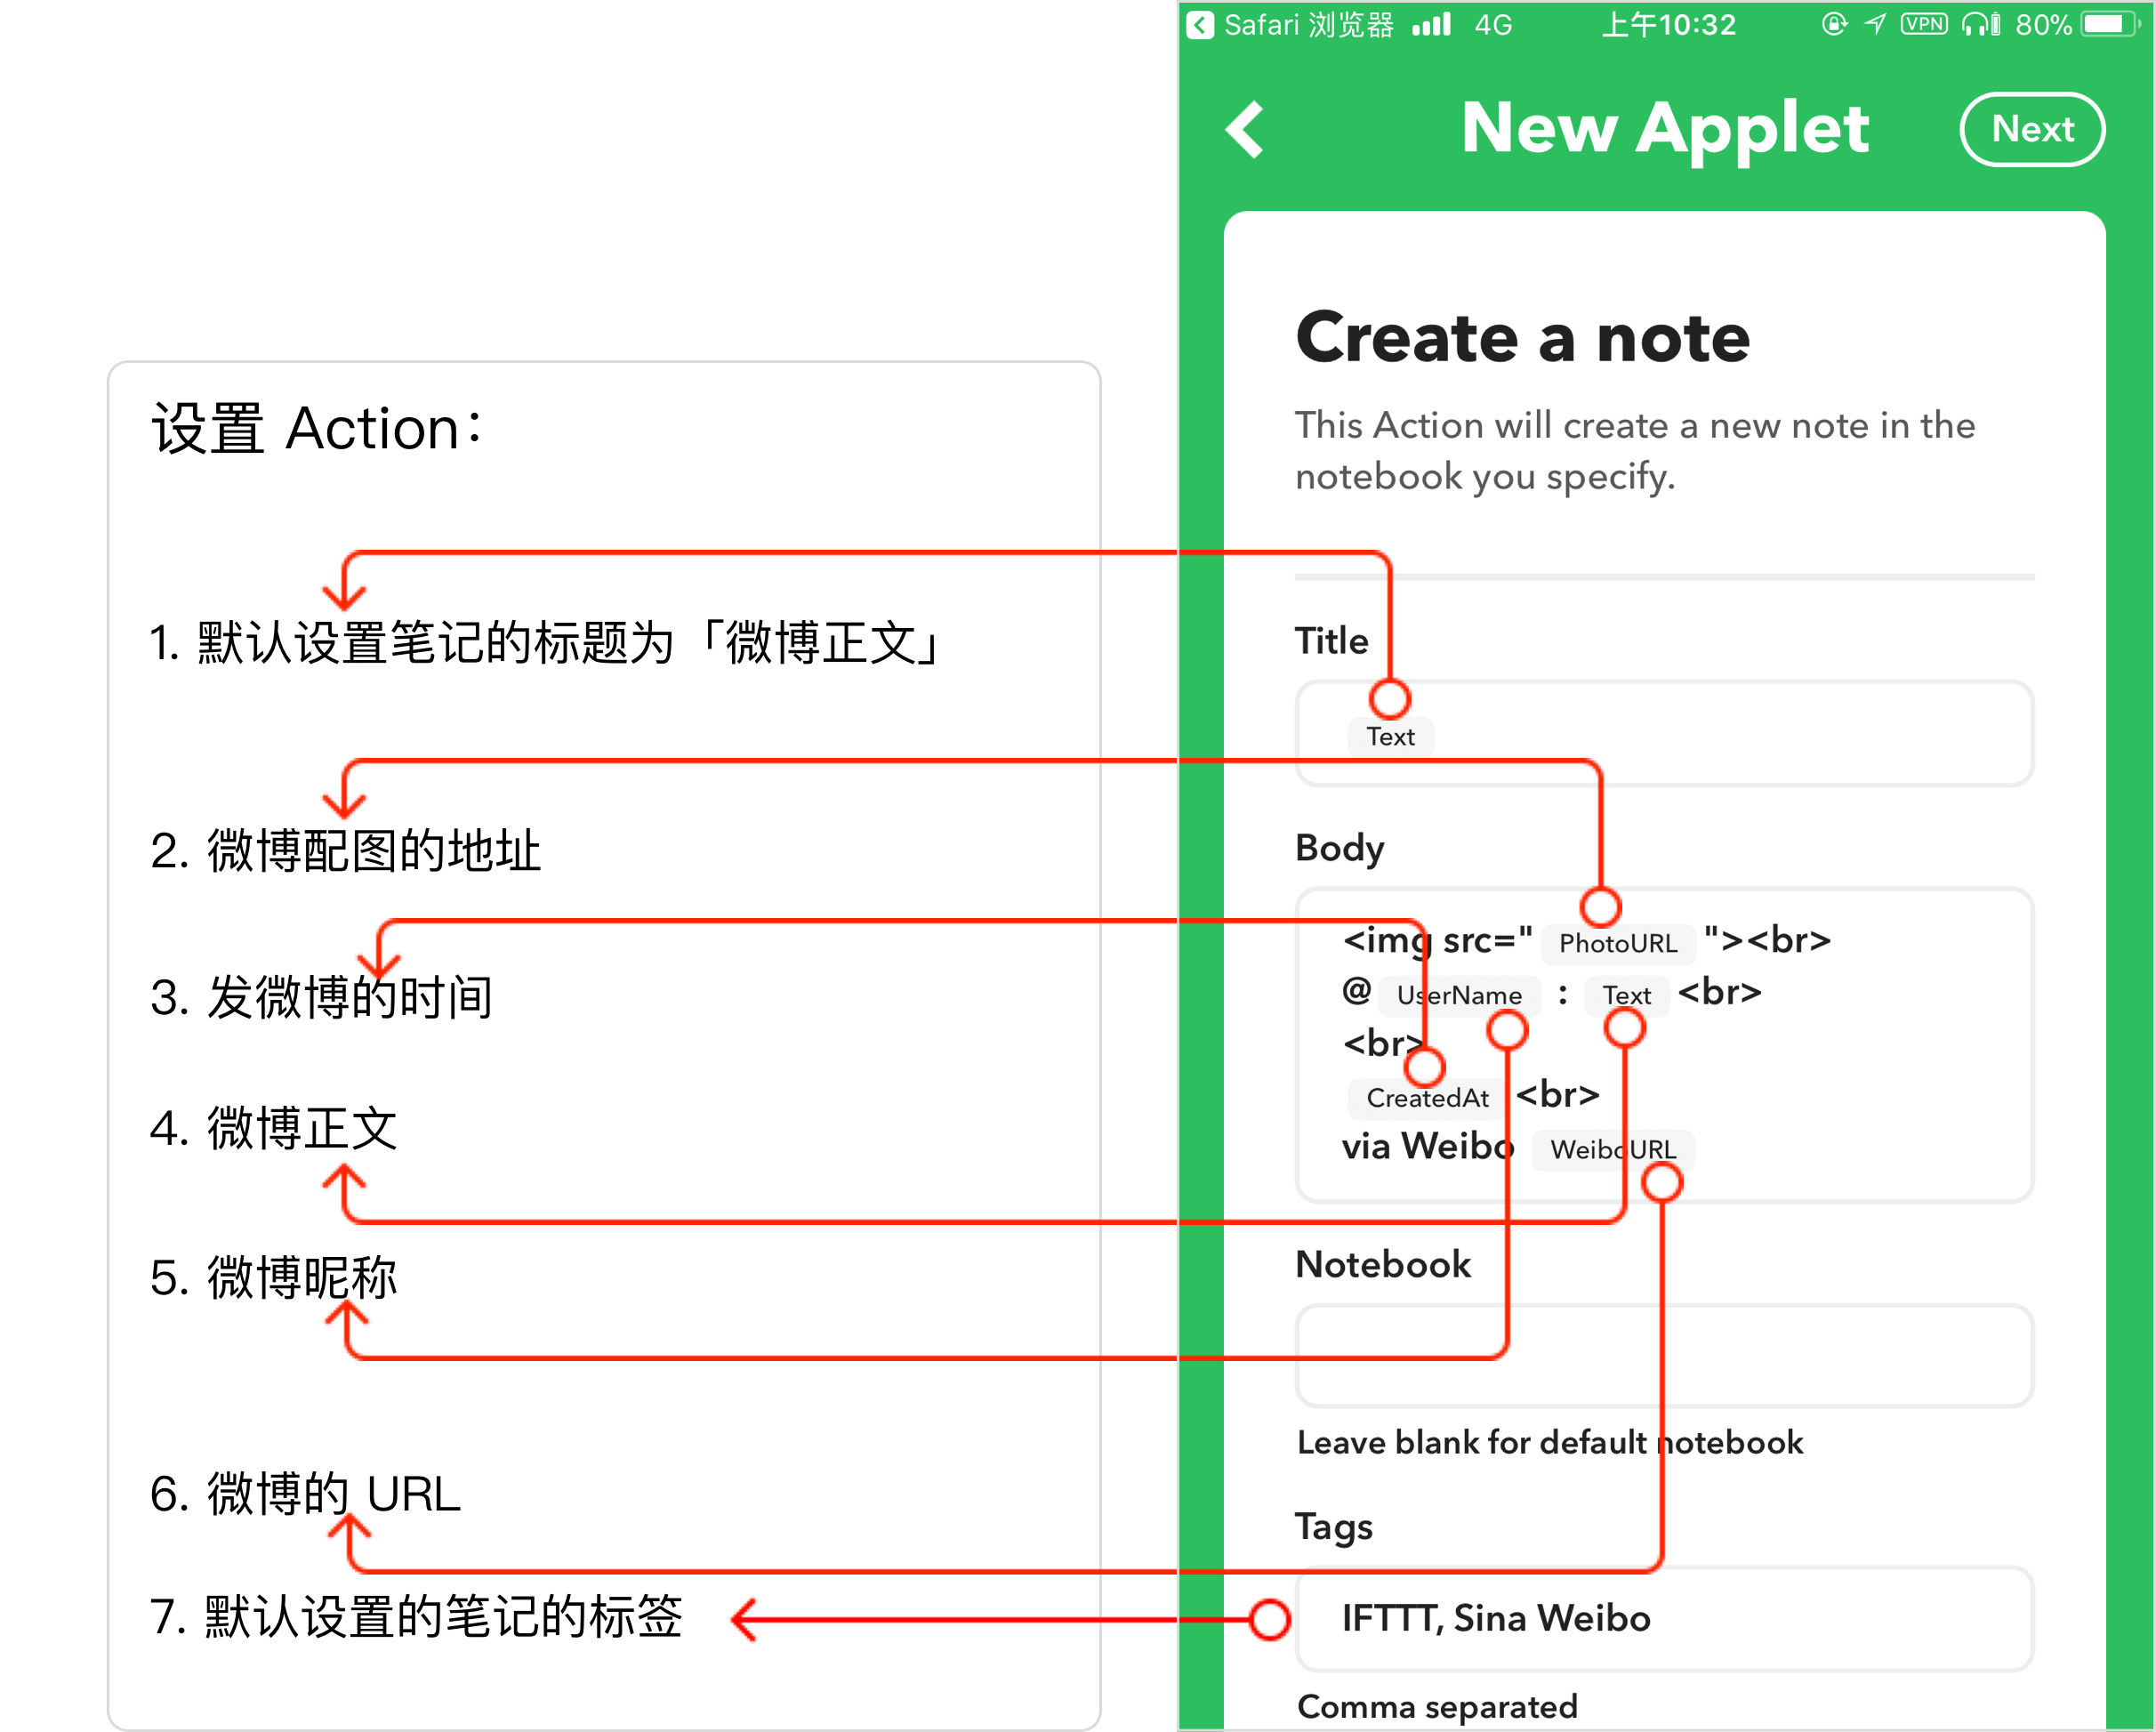 设置 Action：
1. 默认设置笔记的标题为「微博正文」
2. 微博配图的地址
3. 发微博的时间
4. 微博正文
5. 微博昵称
6. 微博的 URL
7. 默认设置的笔记的标签
Safari 浏览器 4G 上午10:32 VPN 80%
New Applet Next
Create a note
This Action will create a new note in the
notebook you specify.
Title
Text
Body
<img src=" PhotoURL "><br>
@ UserName : Text <br>
<br>
CreatedAt <br>
via Weibo WeiboURL
Notebook
Leave blank for default notebook
Tags
IFTTT, Sina Weibo
Comma separated